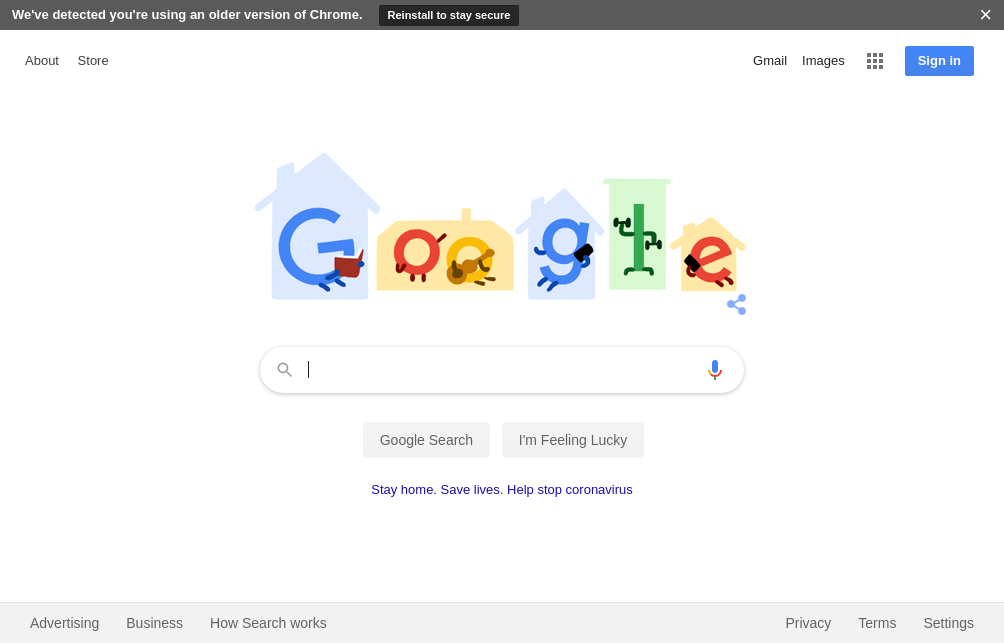 We've detected you're using an older version of Chrome. Reinstall to stay secure
About Store Gmail Images Sign in
Google
Google Search I'm Feeling Lucky
Stay home. Save lives. Help stop coronavirus
Advertising Business How Search works Privacy Terms Settings